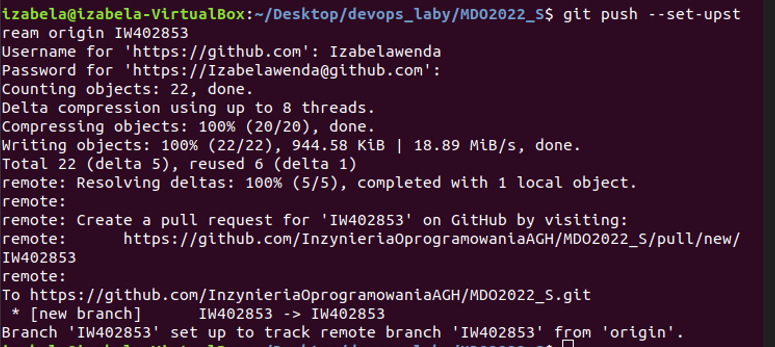 izabela@izabela-VirtualBox:~/Desktop/devops_laby/MDO2022_S$ git push --set-upst
ream origin IW402853
Username for 'https://github.com': Izabelawenda
Password for 'https://Izabelawenda@github.com':
Counting objects: 22, done.
Delta compression using up to 8 threads.
Compressing objects: 100% (20/20), done.
Writing objects: 100% (22/22), 944.58 KiB | 18.89 MiB/s, done.
Total 22 (delta 5), reused 6 (delta 1)
remote: Resolving deltas: 100% (5/5), completed with 1 local object.
remote:
remote: Create a pull request for 'IW402853' on GitHub by visiting:
remote:      https://github.com/InzynieriaOprogramowaniaAGH/MDO2022_S/pull/new/
IW402853
remote:
To https://github.com/InzynieriaOprogramowaniaAGH/MDO2022_S.git
 * [new branch]      IW402853 -> IW402853
Branch 'IW402853' set up to track remote branch 'IW402853' from 'origin'.